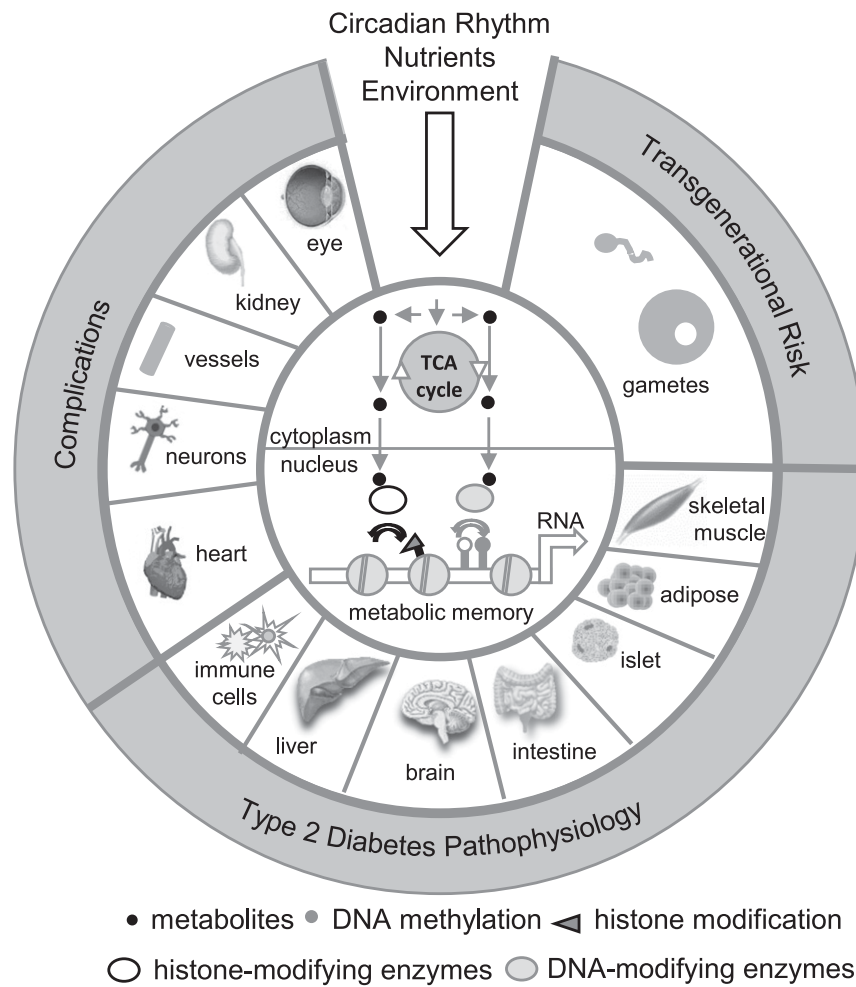 Circadian Rhythm
Nutrients
Environment
Complications
Transgenerational Risk
eye
kidney
vessels
neurons
heart
gametes
TCA
cycle
cytoplasm
nucleus
RNA
metabolic memory
skeletal
muscle
adipose
islet
intestine
brain
liver
immune
cells
Type 2 Diabetes Pathophysiology
metabolites DNA methylation histone modification
histone-modifying enzymes DNA-modifying enzymes